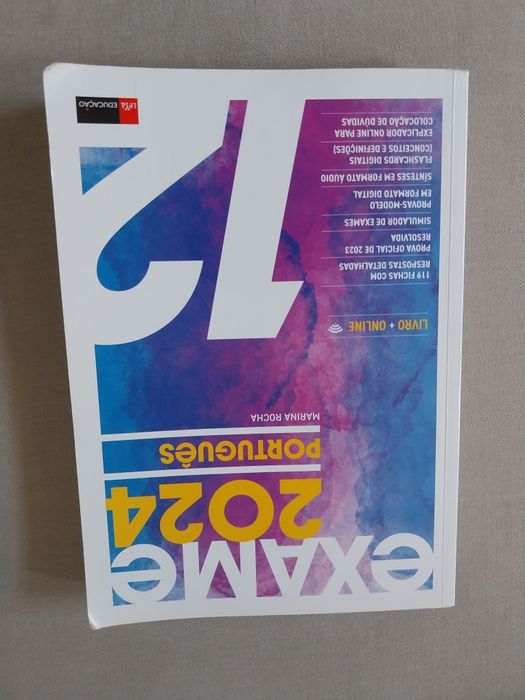 exame
2024
PORTUGUÊS
MARINA ROCHA
LIVRO + ONLINE
119 FICHAS COM
RESPOSTAS DETALHADAS
PROVA OFICIAL DE 2023
RESOLVIDA
SIMULADOR DE EXAMES
PROVAS-MODELO
EM FORMATO DIGITAL
SÍNTESES EM FORMATO ÁUDIO
FLASHCARDS DIGITAIS
(CONCEITOS E DEFINIÇÕES)
EXPLICADOR ONLINE PARA
COLOCAÇÃO DE DÚVIDAS
12
LeYa
EDUCAÇÃO